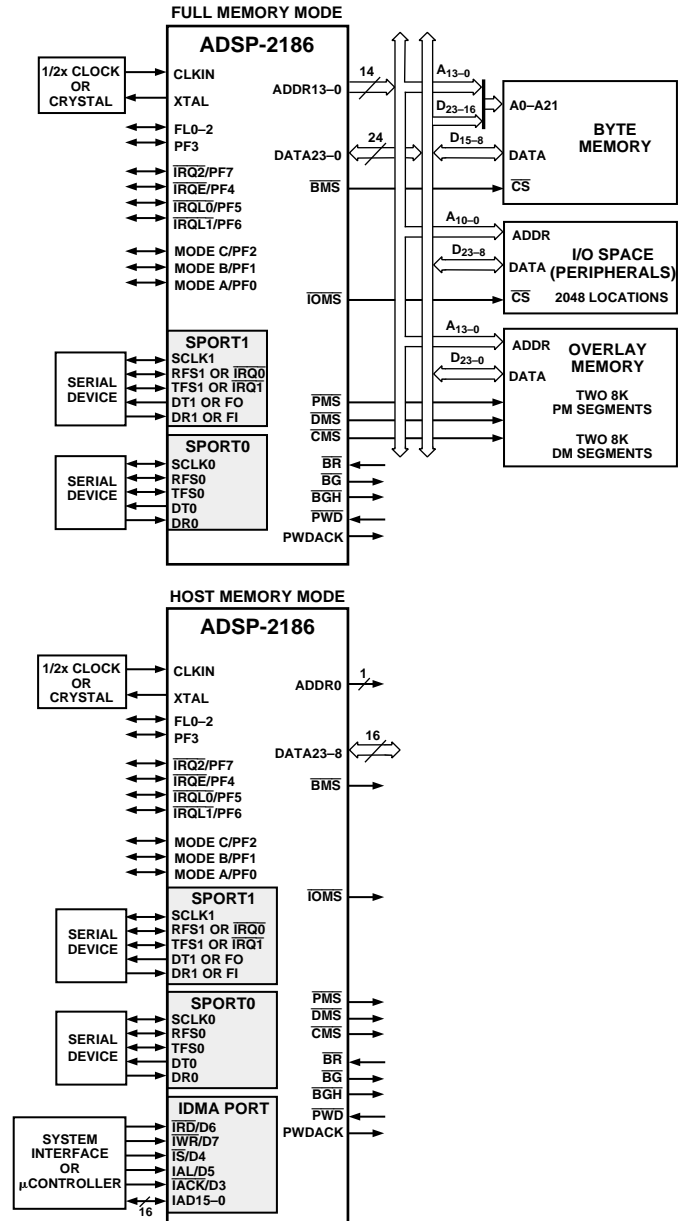 FULL MEMORY MODE
ADSP-2186
1/2x CLOCK
OR
CRYSTAL
CLKIN
XTAL
FL0–2
PF3
IRQ2/PF7
IRQE/PF4
IRQL0/PF5
IRQL1/PF6
MODE C/PF2
MODE B/PF1
MODE A/PF0
SERIAL
DEVICE
SPORT1
SCLK1
RFS1 OR IRQ0
TFS1 OR IRQ1
DT1 OR FO
DR1 OR FI
SERIAL
DEVICE
SPORT0
SCLK0
RFS0
TFS0
DT0
DR0
ADDR13–0
14
DATA23–0
24
BMS
IOMS
PMS
DMS
CMS
BR
BG
BGH
PWD
PWDACK
A13–0
D23–16
D15–8
A0–A21
DATA
CS
BYTE
MEMORY
A10–0
D23–8
ADDR
DATA
CS
I/O SPACE
(PERIPHERALS)
2048 LOCATIONS
A13–0
D23–0
ADDR
DATA
OVERLAY
MEMORY
TWO 8K
PM SEGMENTS
TWO 8K
DM SEGMENTS
HOST MEMORY MODE
ADSP-2186
1/2x CLOCK
OR
CRYSTAL
CLKIN
XTAL
FL0–2
PF3
IRQ2/PF7
IRQE/PF4
IRQL0/PF5
IRQL1/PF6
MODE C/PF2
MODE B/PF1
MODE A/PF0
SERIAL
DEVICE
SPORT1
SCLK1
RFS1 OR IRQ0
TFS1 OR IRQ1
DT1 OR FO
DR1 OR FI
SERIAL
DEVICE
SPORT0
SCLK0
RFS0
TFS0
DT0
DR0
SYSTEM
INTERFACE
OR
μCONTROLLER
IDMA PORT
IRD/D6
IWR/D7
IS/D4
IAL/D5
IACK/D3
IAD15–0
16
ADDR0
1
DATA23–8
16
BMS
IOMS
PMS
DMS
CMS
BR
BG
BGH
PWD
PWDACK